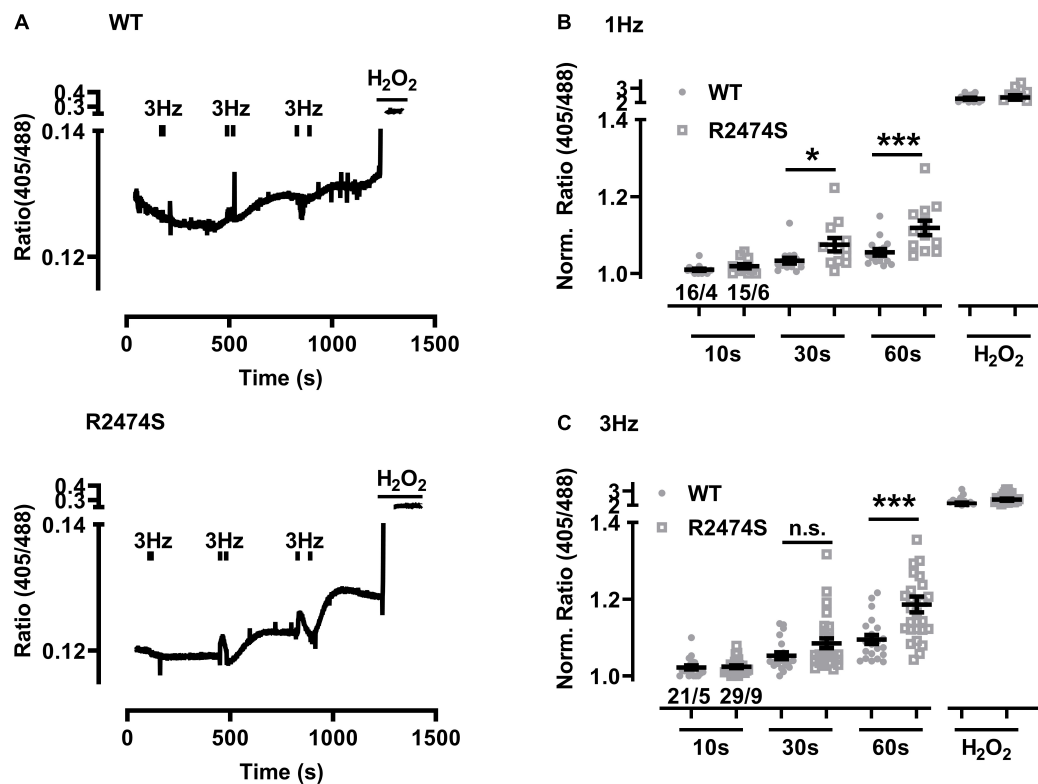 A WT
H₂O₂
3Hz 3Hz 3Hz
Ratio(405/488)
0.4
0.3
0.14
0.12
0 500 1000 1500
Time (s)
R2474S
H₂O₂
3Hz 3Hz 3Hz
Ratio (405/488)
0.4
0.3
0.14
0.12
0 500 1000 1500
Time (s)
B 1Hz
Norm. Ratio (405/488)
3
2
1.4
1.2
1.0
WT
R2474S
* ***
16/4 15/6
10s 30s 60s H₂O₂
C 3Hz
Norm. Ratio (405/488)
3
2
1.4
1.2
1.0
WT
R2474S
n.s. ***
21/5 29/9
10s 30s 60s H₂O₂